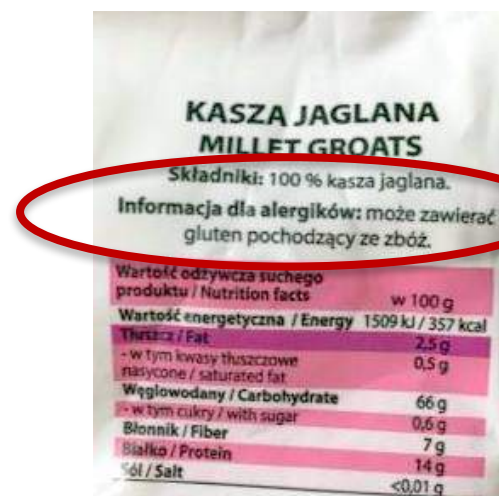 KASZA JAGLANA
MILLET GROATS
Składniki: 100 % kasza jaglana.
Informacja dla alergików: może zawierać
gluten pochodzący ze zbóż.
Wartość odżywcza suchego
produktu / Nutrition facts w 100 g
Wartość energetyczna / Energy 1509 kJ / 357 kcal
Tłuszcz / Fat 2,5 g
- w tym kwasy tłuszczowe
nasycone / saturated fat 0,5 g
Węglowodany / Carbohydrate 66 g
- w tym cukry / with sugar 0,6 g
Błonnik / Fiber 7 g
Białko / Protein 14 g
Sól / Salt <0,01 g